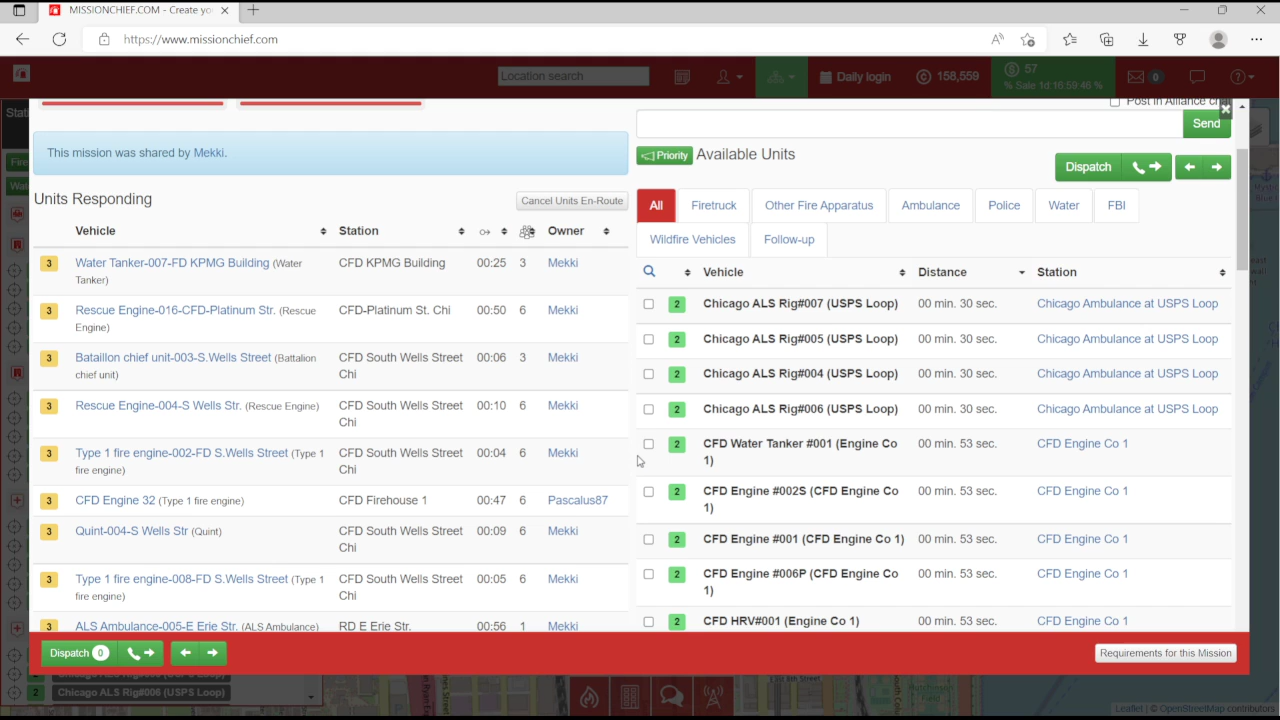 MISSIONCHIEF.COM - Create yo
https://www.missionchief.com
Location search
Daily login
158,559
57
% Sale 1d 16:59:46 %
0
Stati
Fire
Wat
Post in Alliance chat
Send
This mission was shared by Mekki.
Priority
Available Units
Dispatch
Units Responding
Cancel Units En-Route
All
Firetruck
Other Fire Apparatus
Ambulance
Police
Water
FBI
Wildfire Vehicles
Follow-up
Vehicle
Station
Owner
3 Water Tanker-007-FD KPMG Building (Water
Tanker)
CFD KPMG Building
00:25 3 Mekki
3 Rescue Engine-016-CFD-Platinum Str. (Rescue
Engine)
CFD-Platinum St. Chi
00:50 6 Mekki
3 Bataillon chief unit-003-S.Wells Street (Battalion
chief unit)
CFD South Wells Street
Chi
00:06 3 Mekki
3 Rescue Engine-004-S Wells Str. (Rescue Engine)
CFD South Wells Street
Chi
00:10 6 Mekki
3 Type 1 fire engine-002-FD S.Wells Street (Type 1
fire engine)
CFD South Wells Street
Chi
00:04 6 Mekki
3 CFD Engine 32 (Type 1 fire engine)
CFD Firehouse 1
00:47 6 Pascalus87
3 Quint-004-S Wells Str (Quint)
CFD South Wells Street
Chi
00:09 6 Mekki
3 Type 1 fire engine-008-FD S.Wells Street (Type 1
fire engine)
CFD South Wells Street
Chi
00:05 6 Mekki
ALS Ambulance-005-E Erie Str. (ALS Ambulance)
RD E Erie Str.
00:56 1 Mekki
Vehicle
Distance
Station
2 Chicago ALS Rig#007 (USPS Loop)
00 min. 30 sec.
Chicago Ambulance at USPS Loop
2 Chicago ALS Rig#005 (USPS Loop)
00 min. 30 sec.
Chicago Ambulance at USPS Loop
2 Chicago ALS Rig#004 (USPS Loop)
00 min. 30 sec.
Chicago Ambulance at USPS Loop
2 Chicago ALS Rig#006 (USPS Loop)
00 min. 30 sec.
Chicago Ambulance at USPS Loop
2 CFD Water Tanker #001 (Engine Co
1)
00 min. 53 sec.
CFD Engine Co 1
2 CFD Engine #002S (CFD Engine Co
1)
00 min. 53 sec.
CFD Engine Co 1
2 CFD Engine #001 (CFD Engine Co 1)
00 min. 53 sec.
CFD Engine Co 1
2 CFD Engine #006P (CFD Engine Co
1)
00 min. 53 sec.
CFD Engine Co 1
2 CFD HRV#001 (Engine Co 1)
00 min. 53 sec.
CFD Engine Co 1
Dispatch 0
Requirements for this Mission
2 Chicago ALS Rig#006 (USPS Loop)
Leaflet | © OpenStreetMap contributors